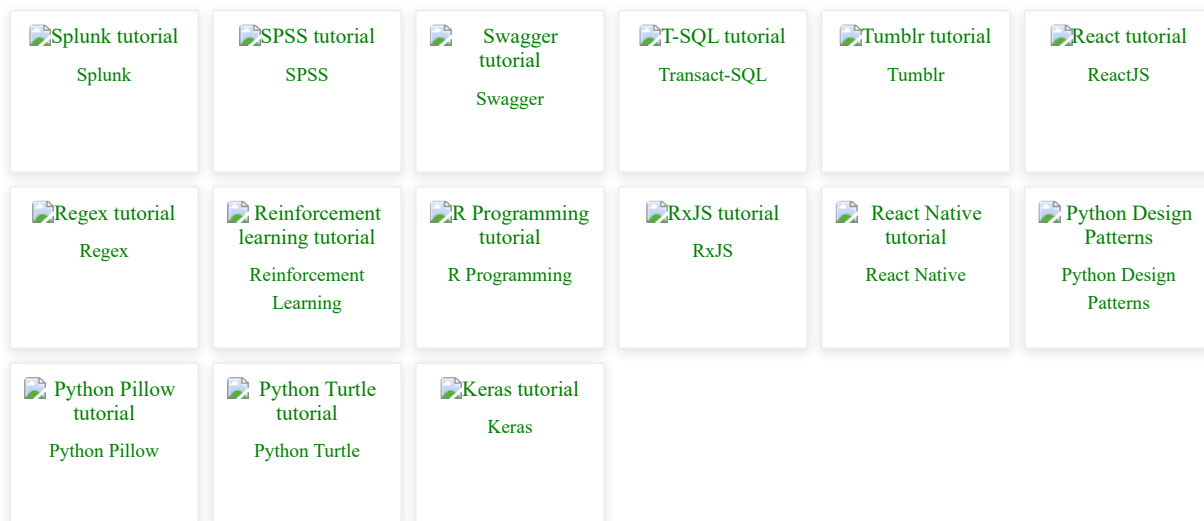 Splunk tutorial
Splunk
SPSS tutorial
SPSS
Swagger
tutorial
Swagger
T-SQL tutorial
Transact-SQL
Tumblr tutorial
Tumblr
React tutorial
ReactJS
Regex tutorial
Regex
Reinforcement
learning tutorial
Reinforcement
Learning
R Programming
tutorial
R Programming
RxJS tutorial
RxJS
React Native
tutorial
React Native
Python Design
Patterns
Python Design
Patterns
Python Pillow
tutorial
Python Pillow
Python Turtle
tutorial
Python Turtle
Keras tutorial
Keras